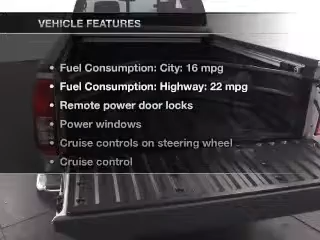 VEHICLE FEATURES
• Fuel Consumption: City: 16 mpg
• Fuel Consumption: Highway: 22 mpg
• Remote power door locks
• Power windows
• Cruise controls on steering wheel
• Cruise control